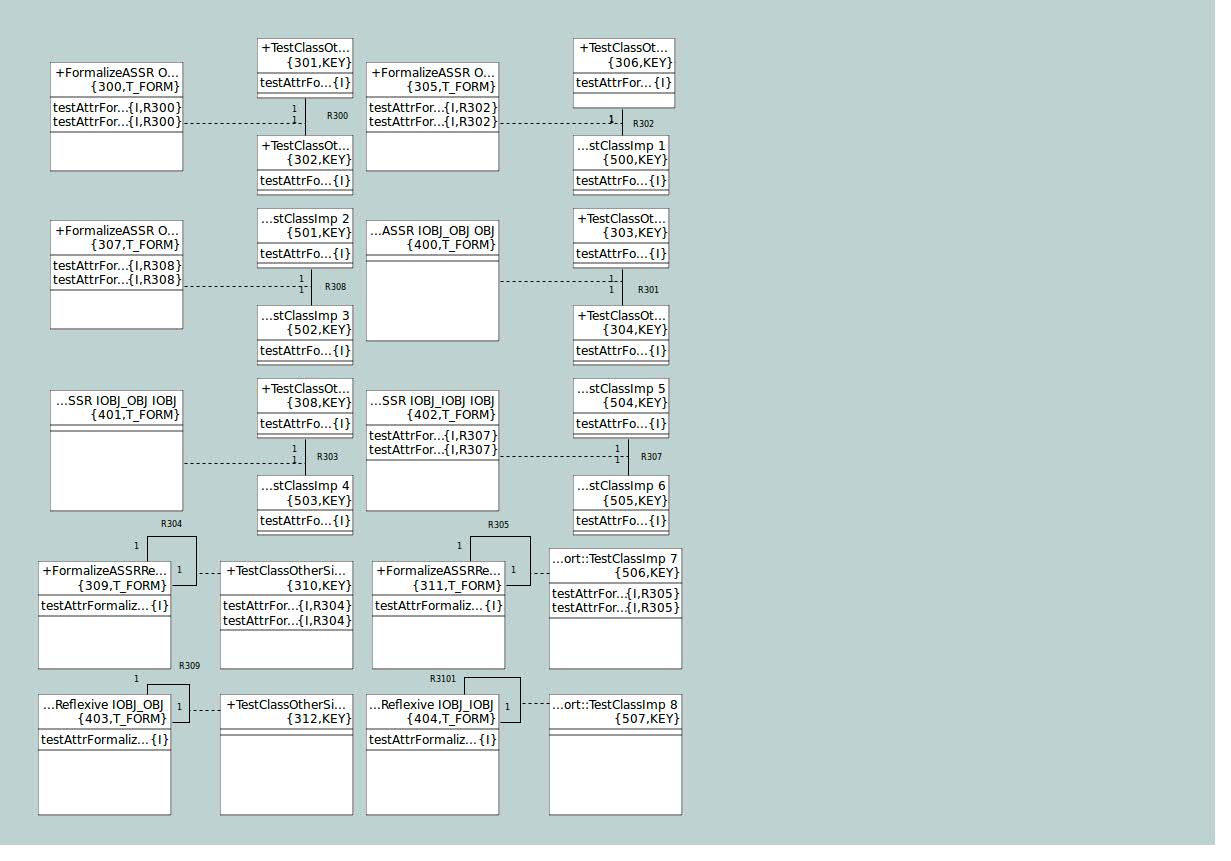 +FormalizeASSR O...
{300,T_FORM}
testAttrFor...{I,R300}
testAttrFor...{I,R300}
+TestClassOt...
{301,KEY}
testAttrFo...{I}
1
1
R300
+TestClassOt...
{302,KEY}
testAttrFo...{I}
+FormalizeASSR O...
{305,T_FORM}
testAttrFor...{I,R302}
testAttrFor...{I,R302}
+TestClassOt...
{306,KEY}
testAttrFor...{I}
1
R302
...stClassImp 1
{500,KEY}
testAttrFo...{I}
+FormalizeASSR O...
{307,T_FORM}
testAttrFor...{I,R308}
testAttrFor...{I,R308}
...stClassImp 2
{501,KEY}
testAttrFo...{I}
1
1
R308
...stClassImp 3
{502,KEY}
testAttrFo...{I}
...ASSR IOBJ_OBJ OBJ
{400,T_FORM}
+TestClassOt...
{303,KEY}
testAttrFo...{I}
1
1
R301
+TestClassOt...
{304,KEY}
testAttrFo...{I}
...SSR IOBJ_OBJ IOBJ
{401,T_FORM}
+TestClassOt...
{308,KEY}
testAttrFo...{I}
1
1
R303
...stClassImp 4
{503,KEY}
testAttrFo...{I}
...SSR IOBJ_IOBJ IOBJ
{402,T_FORM}
testAttrFor...{I,R307}
testAttrFor...{I,R307}
...stClassImp 5
{504,KEY}
testAttrFo...{I}
1
1
R307
...stClassImp 6
{505,KEY}
testAttrFo...{I}
R304
1
1
+FormalizeASSRRe...
{309,T_FORM}
testAttrFormaliz...{I}
+TestClassOtherSi...
{310,KEY}
testAttrFor...{I,R304}
testAttrFor...{I,R304}
R305
1
1
+FormalizeASSRRe...
{311,T_FORM}
testAttrFormaliz...{I}
...ort::TestClassImp 7
{506,KEY}
testAttrFor...{I,R305}
testAttrFor...{I,R305}
R309
1
1
...Reflexive IOBJ_OBJ
{403,T_FORM}
testAttrFormaliz...{I}
+TestClassOtherSi...
{312,KEY}
R3101
1
...Reflexive IOBJ_IOBJ
{404,T_FORM}
testAttrFormaliz...{I}
...ort::TestClassImp 8
{507,KEY}